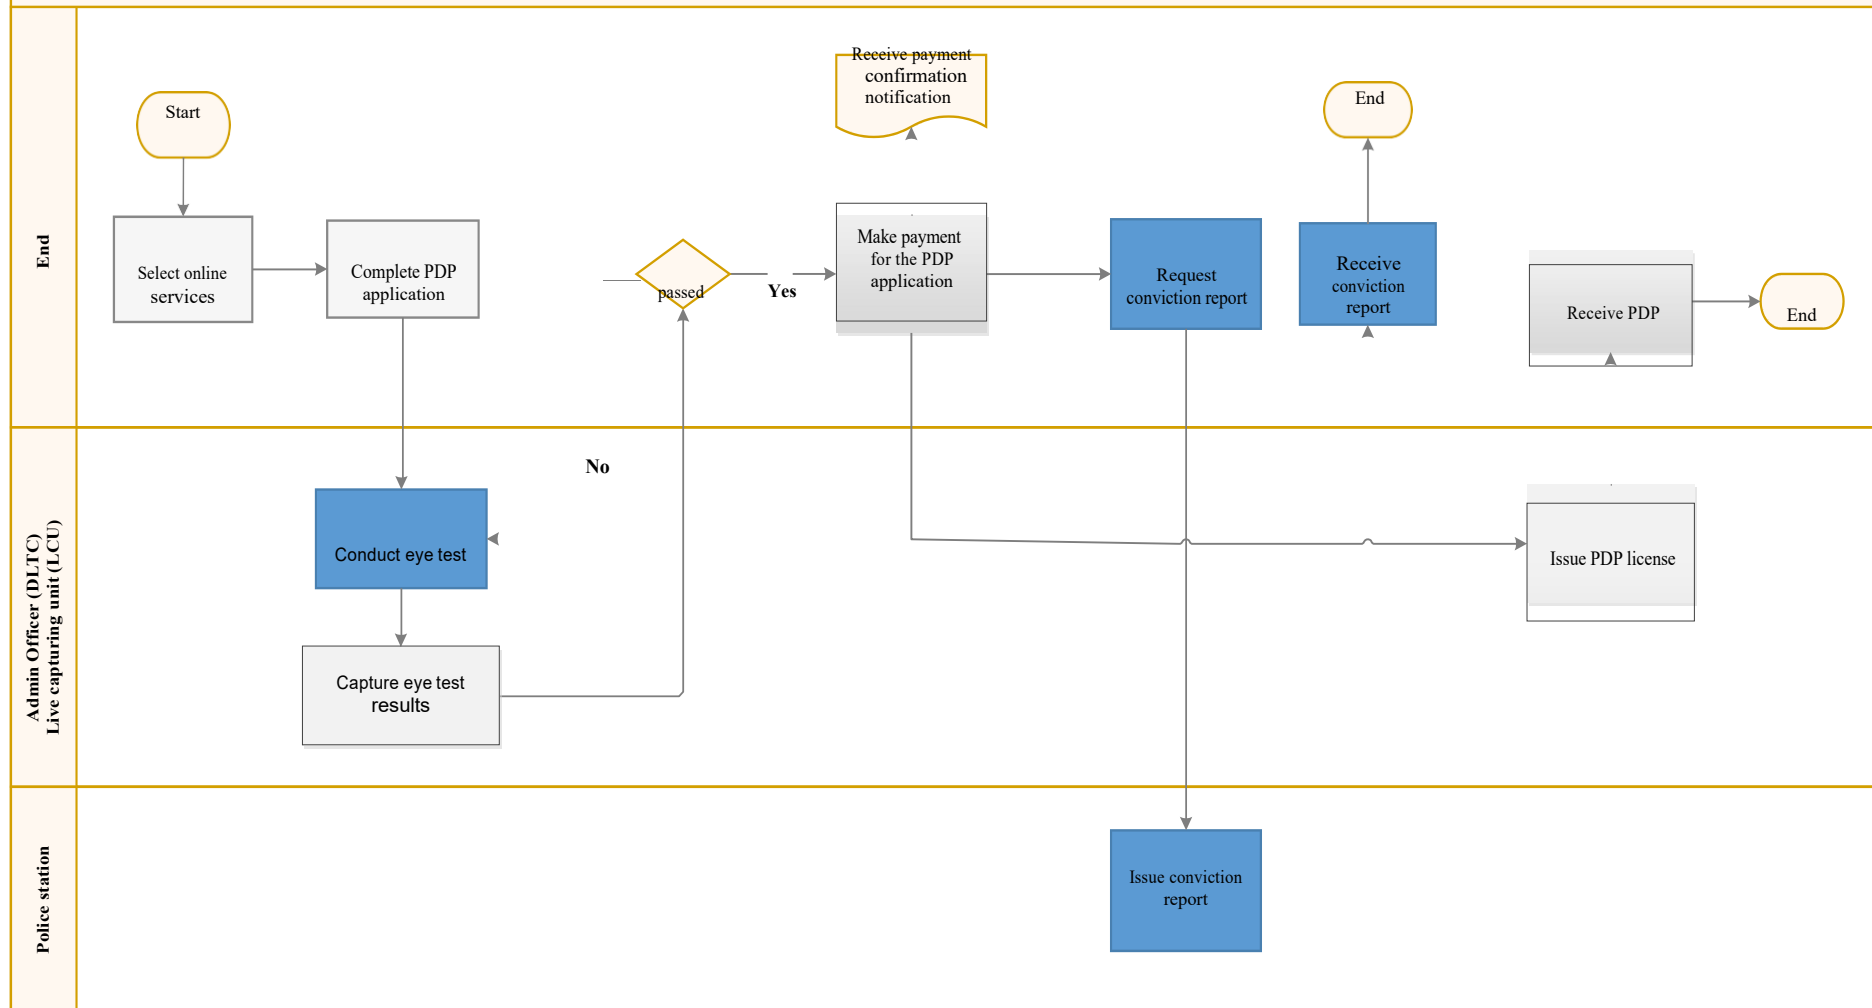 End
Start
Select online
services
Complete PDP
application
passed
Yes
No
Receive payment
confirmation
notification
Make payment
for the PDP
application
Request
conviction report
End
Receive
conviction
report
Receive PDP
End
Admin Officer (DLTC)
Live capturing unit (LCU)
Conduct eye test
Capture eye test
results
Issue PDP license
Police station
Issue conviction
report